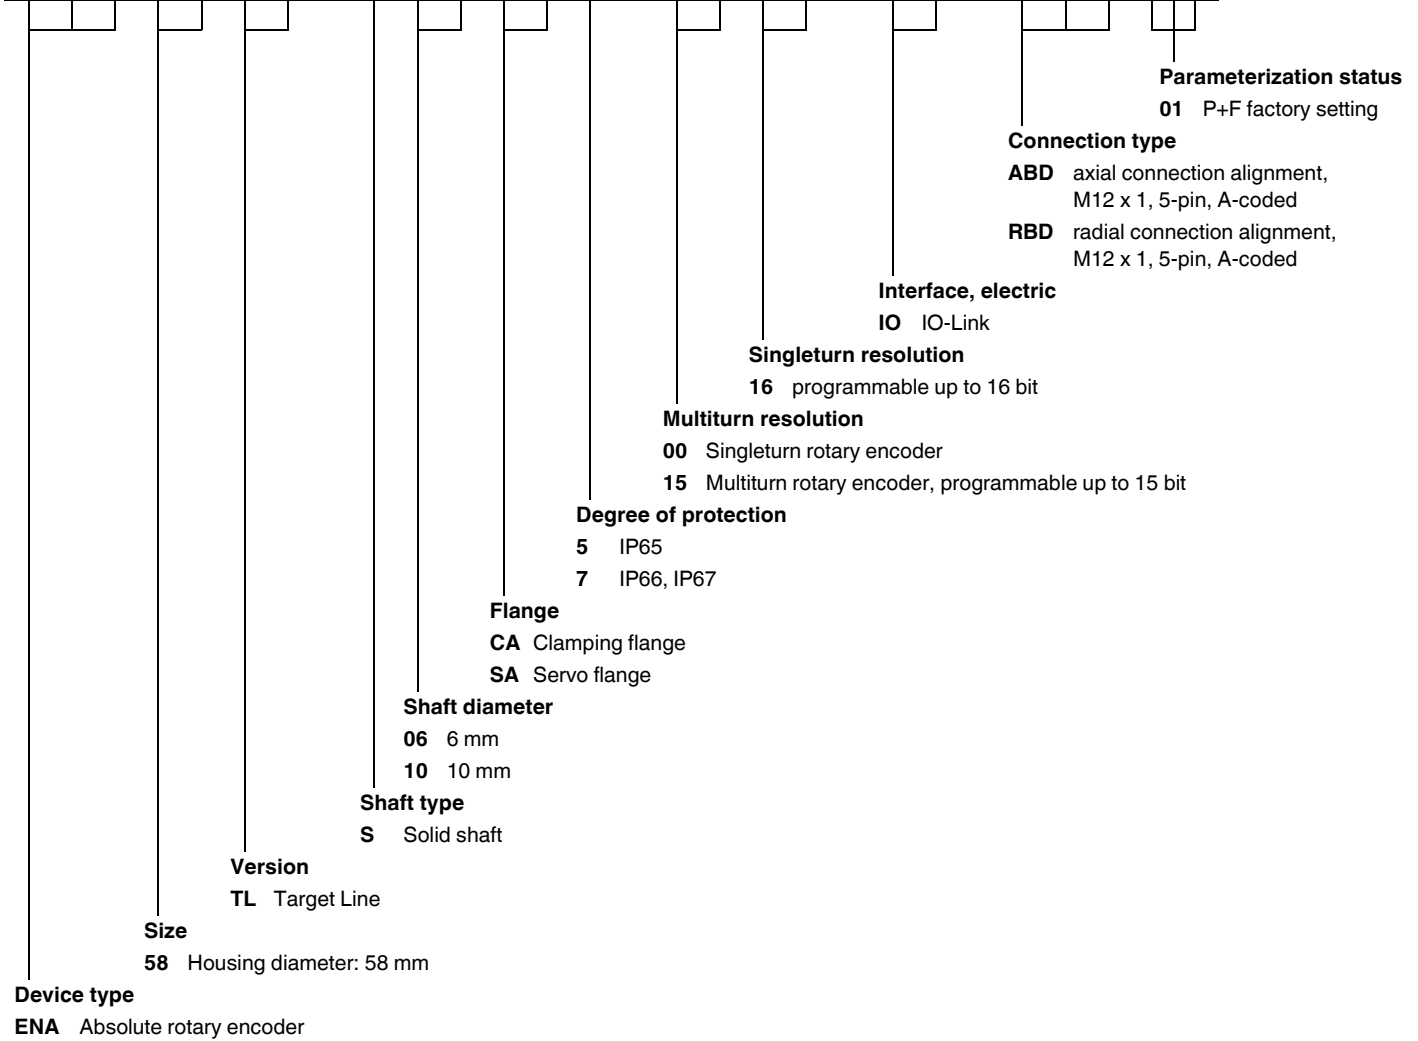 Parameterization status
01 P+F factory setting
Connection type
ABD axial connection alignment,
M12 x 1, 5-pin, A-coded
RBD radial connection alignment,
M12 x 1, 5-pin, A-coded
Interface, electric
IO IO-Link
Singleturn resolution
16 programmable up to 16 bit
Multiturn resolution
00 Singleturn rotary encoder
15 Multiturn rotary encoder, programmable up to 15 bit
Degree of protection
5 IP65
7 IP66, IP67
Flange
CA Clamping flange
SA Servo flange
Shaft diameter
06 6 mm
10 10 mm
Shaft type
S Solid shaft
Version
TL Target Line
Size
58 Housing diameter: 58 mm
Device type
ENA Absolute rotary encoder